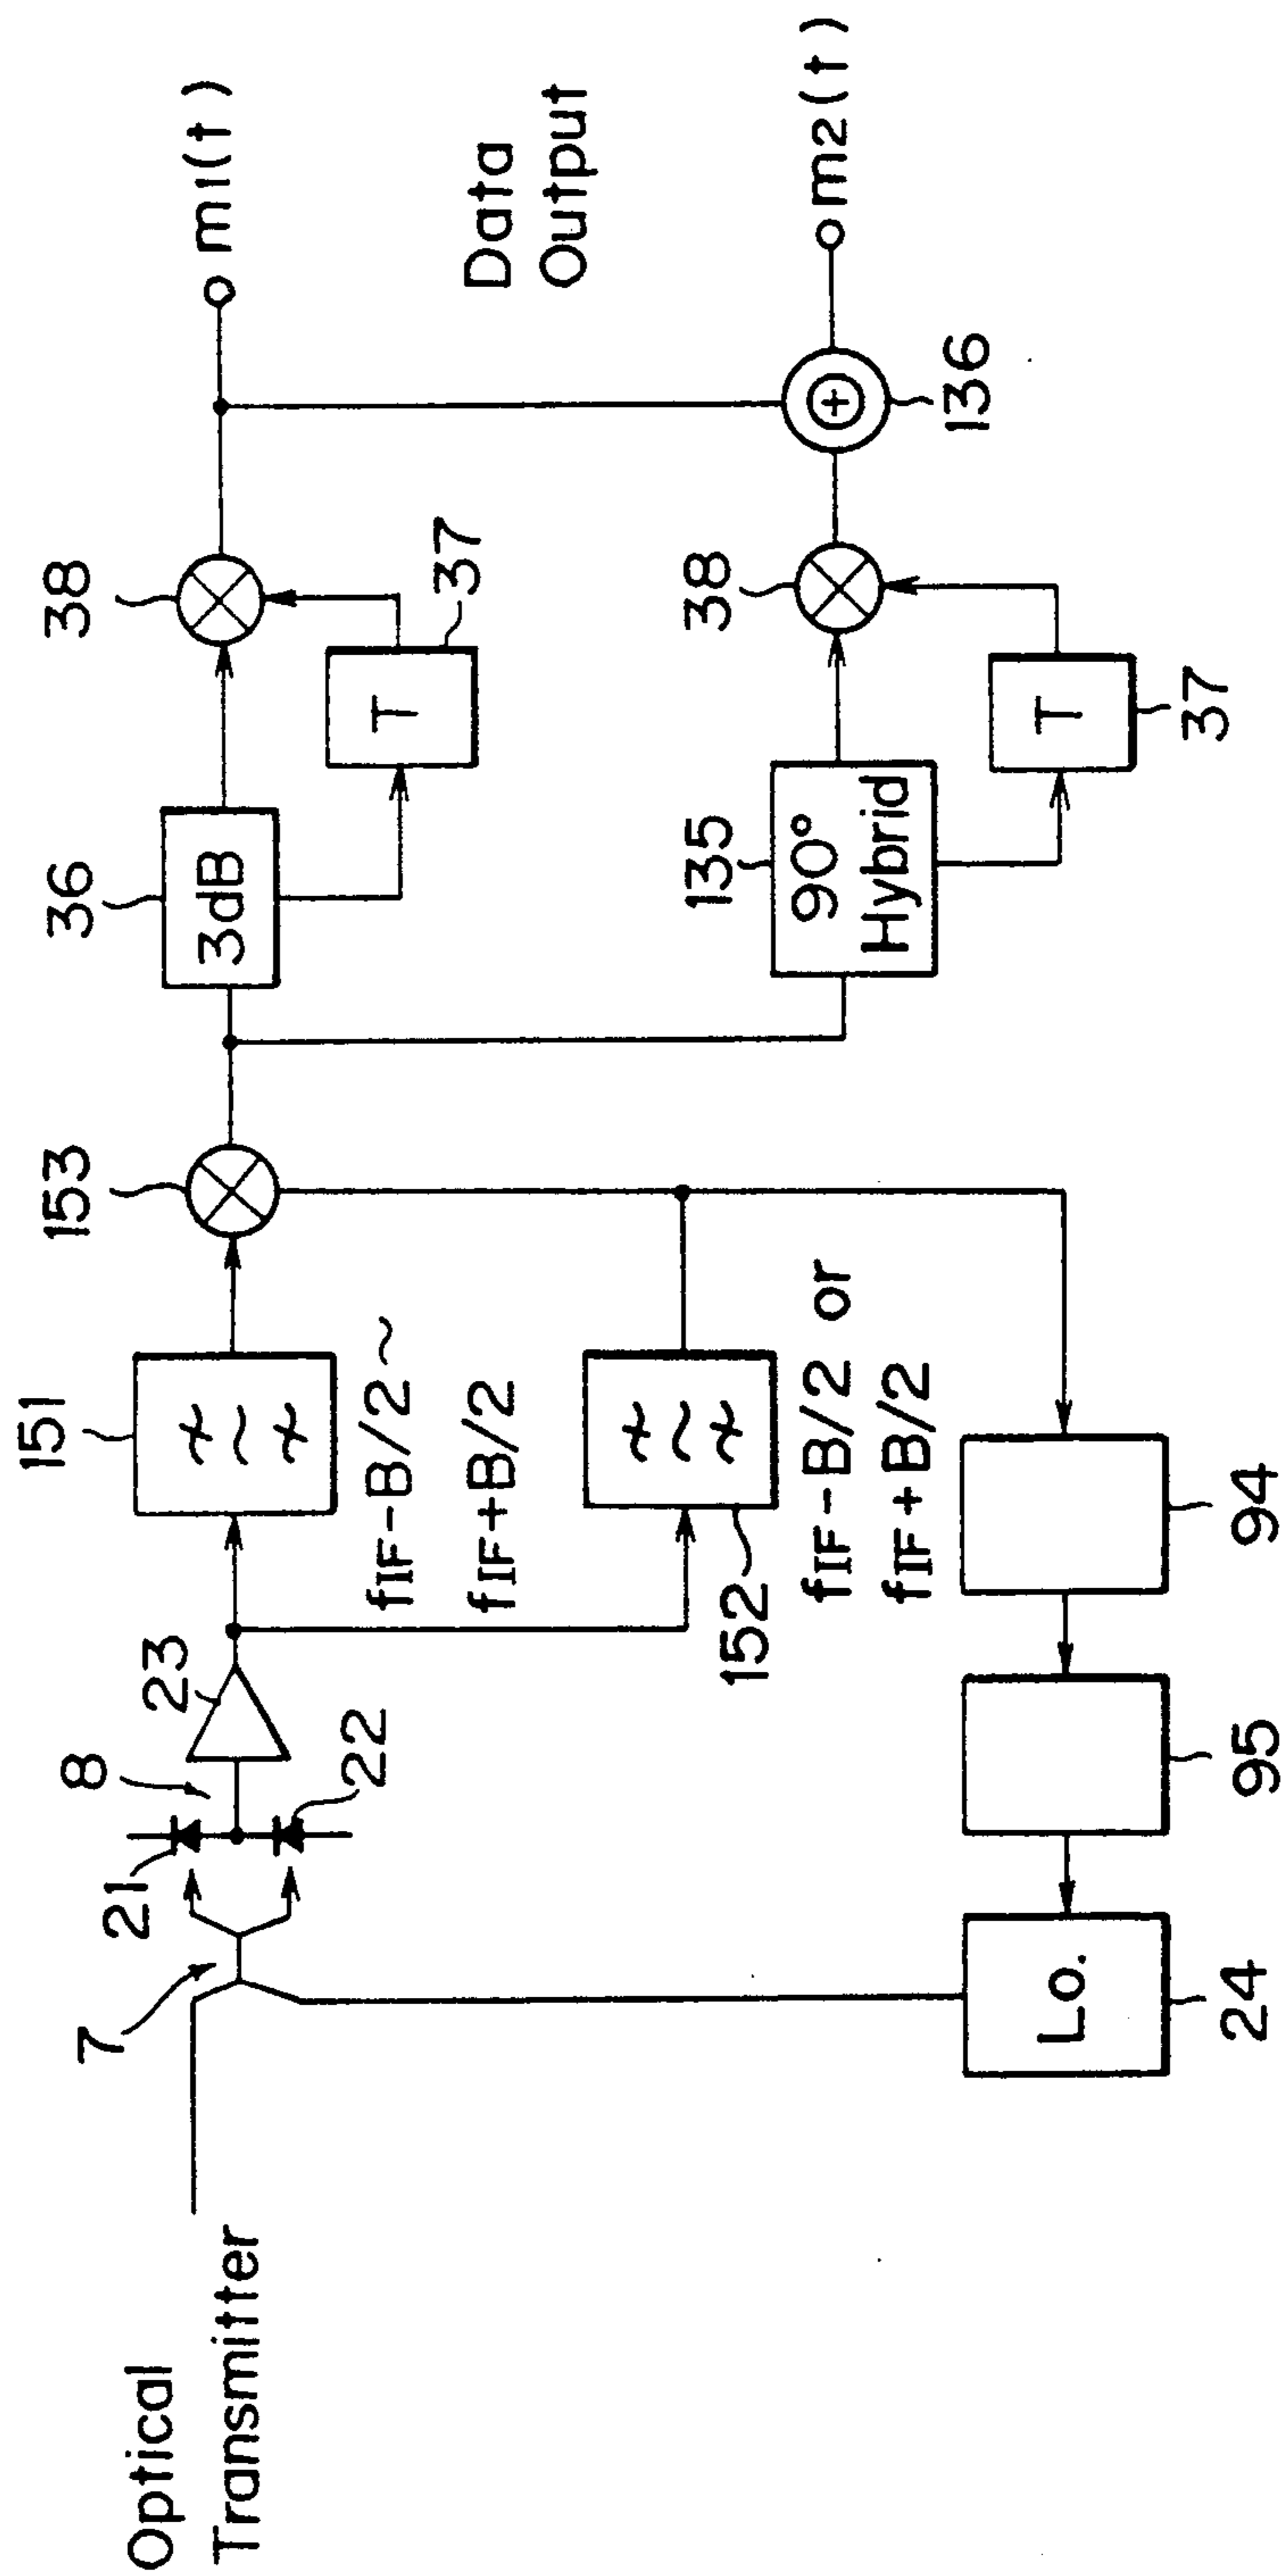 Optical
Transmitter
7
21
8
22
23
151
fIF-B/2~
fIF+B/2
152
fIF-B/2 or
fIF+B/2
153
36
3dB
38
T
37
m1(t)
Data
Output
135
90°
Hybrid
38
T
37
136
m2(t)
94
95
Lo.
24